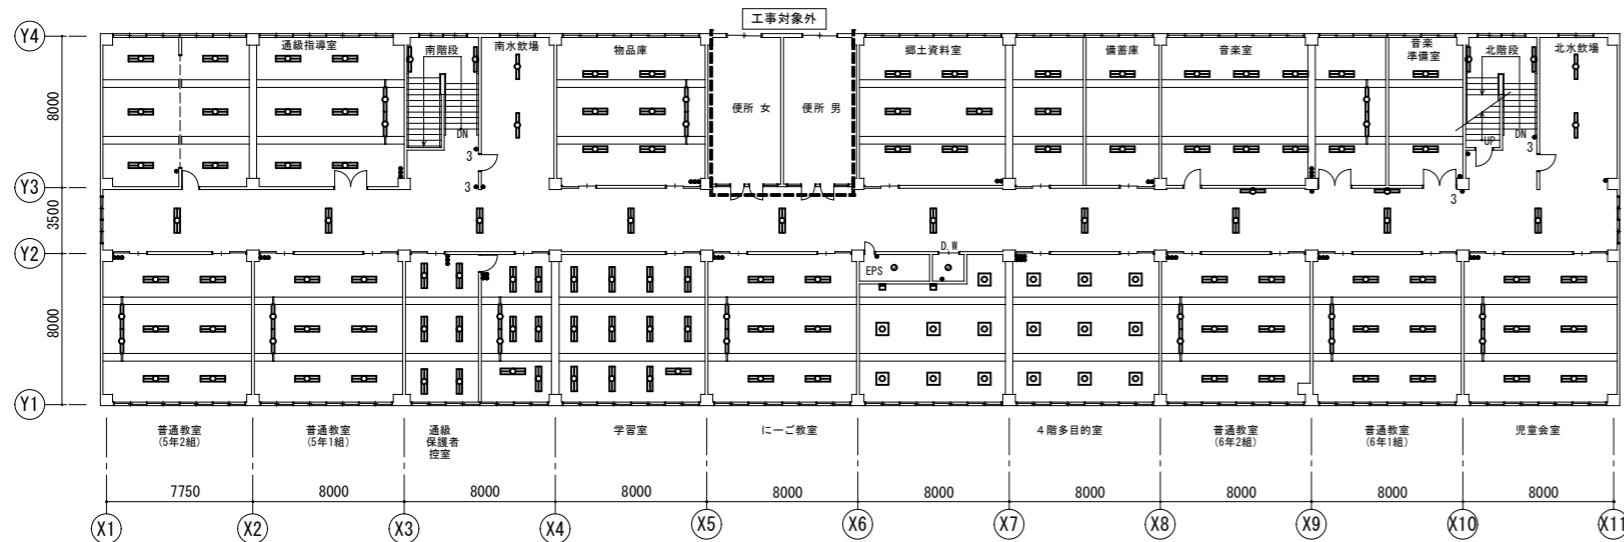 工事対象外
Y4
通級指導室
南階段
南水飲場
物品庫
郷土資料室
備蓄庫
音楽室
音楽
準備室
北階段
北水飲場
8000
便所 女
便所 男
DN
UP
DN
3
3
3
3
Y3
3500
Y2
D.W
EPS
8000
Y1
普通教室
(5年2組)
普通教室
(5年1組)
通級
保護者
控室
学習室
にーご教室
4階多目的室
普通教室
(6年2組)
普通教室
(6年1組)
児童会室
7750
8000
8000
8000
8000
8000
8000
8000
8000
8000
X1
X2
X3
X4
X5
X6
X7
X8
X9
X10
X11